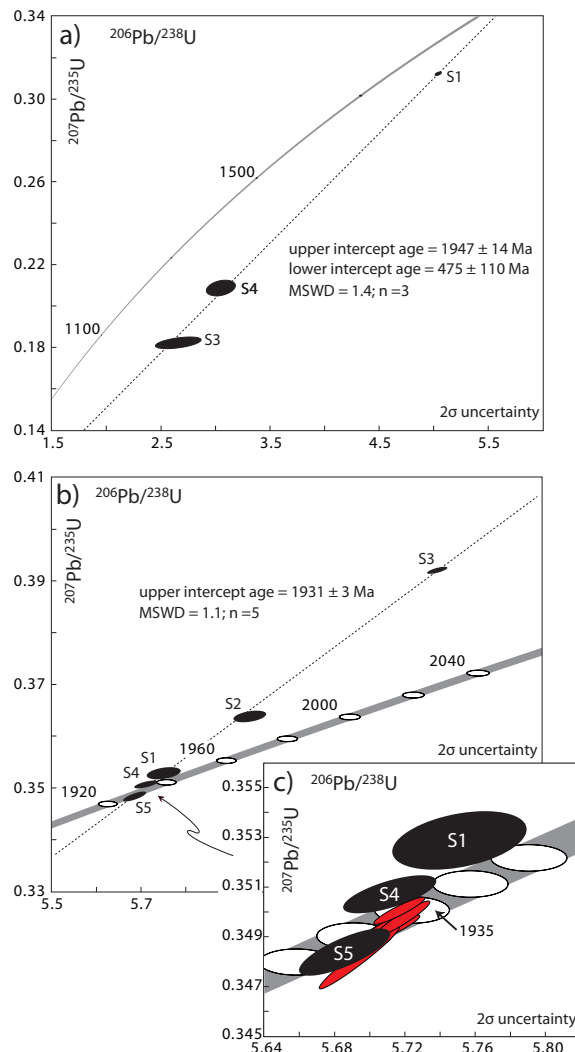 a)
206Pb/238U
207Pb/235U
0.34
0.30
0.26
0.22
0.18
0.14
S1
1500
upper intercept age = 1947 ± 14 Ma
lower intercept age = 475 ± 110 Ma
MSWD = 1.4; n =3
S4
1100
S3
2σ uncertainty
1.5
2.5
3.5
4.5
5.5
b)
206Pb/238U
207Pb/235U
0.41
0.39
0.37
0.35
0.33
S3
upper intercept age = 1931 ± 3 Ma
MSWD = 1.1; n =5
2040
S2
2000
S1
1960
S4
1920
S5
2σ uncertainty
5.5
5.7
c)
206Pb/238U
207Pb/235U
0.355
0.353
0.351
0.349
0.347
0.345
S1
S4
1935
S5
2σ uncertainty
5.64
5.68
5.72
5.76
5.80